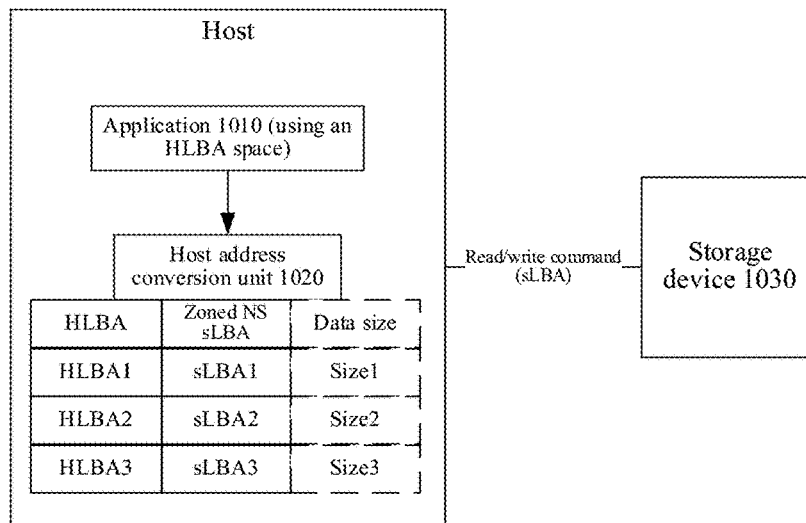 Host
Application 1010 (using an
HLBA space)
Host address
conversion unit 1020
HLBA
Zoned NS
sLBA
Data size
HLBA1
sLBA1
Size1
HLBA2
sLBA2
Size2
HLBA3
sLBA3
Size3
Read/write command
(sLBA)
Storage
device 1030